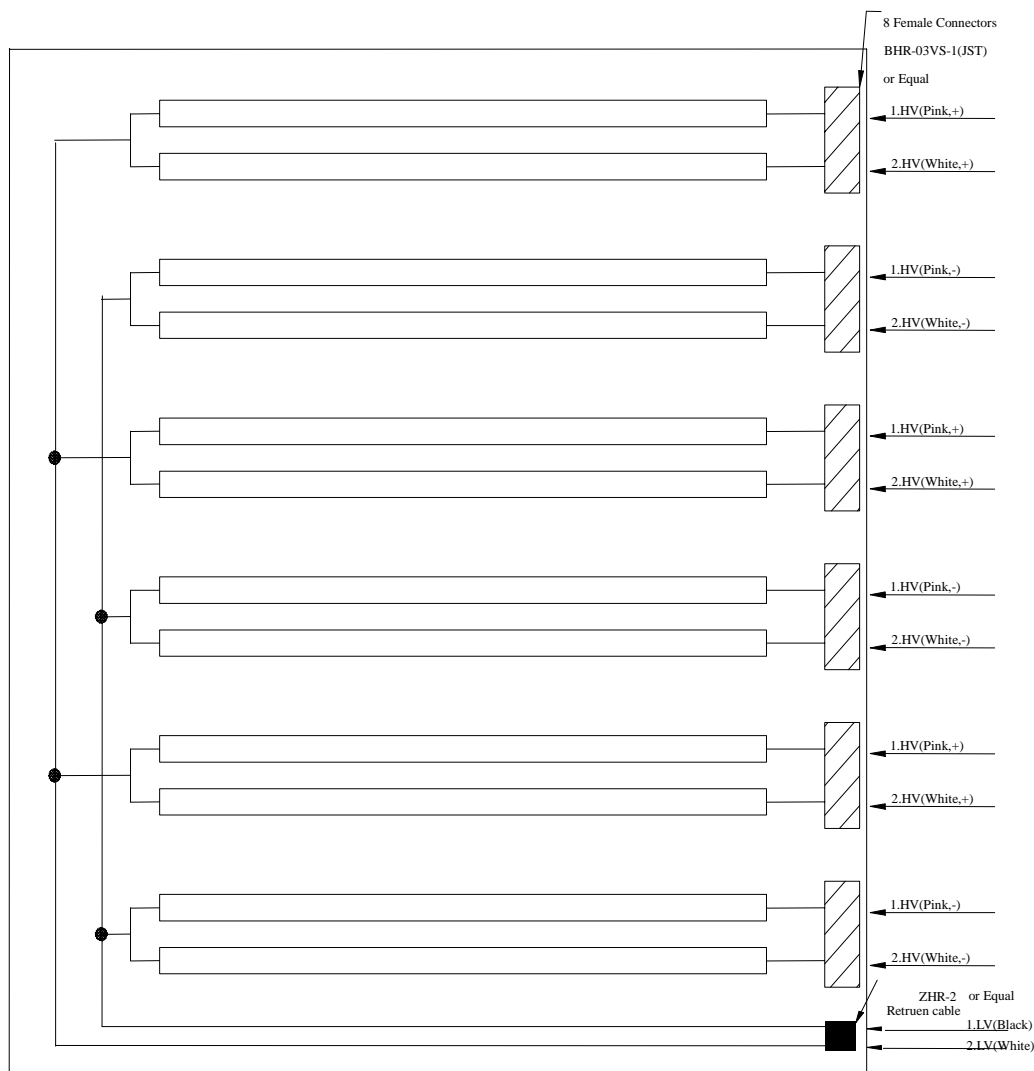 8 Female Connectors
BHR-03VS-1(JST)
or Equal
1.HV(Pink,+)
2.HV(White,+)
1.HV(Pink,-)
2.HV(White,-)
1.HV(Pink,+)
2.HV(White,+)
1.HV(Pink,-)
2.HV(White,-)
1.HV(Pink,+)
2.HV(White,+)
1.HV(Pink,-)
2.HV(White,-)
ZHR-2 or Equal
Retruen cable
1.LV(Black)
2.LV(White)